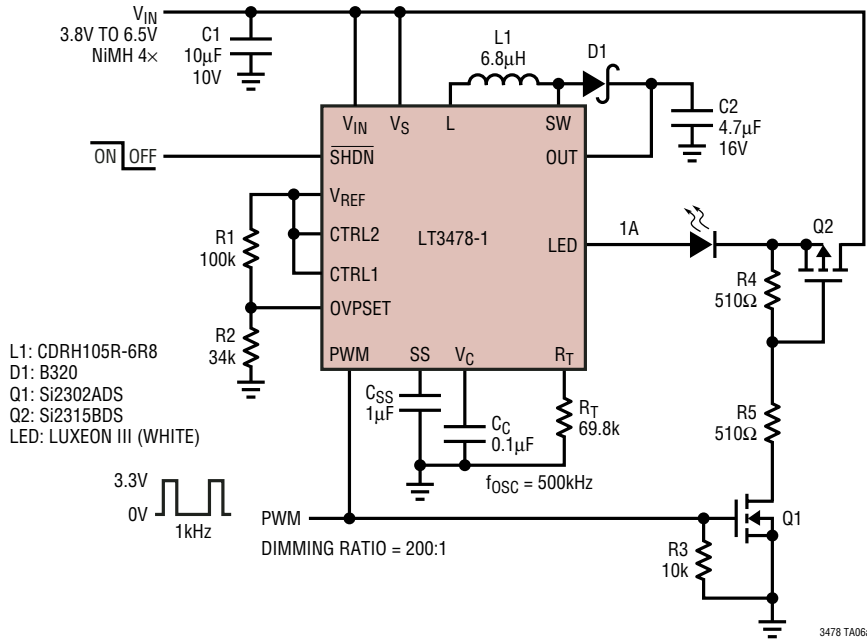 VIN
3.8V TO 6.5V
NiMH 4×
C1
10µF
10V
L1
6.8µH
D1
C2
4.7µF
16V
VIN
VS
L
SW
ON OFF
SHDN
OUT
VREF
CTRL2
CTRL1
OVPSET
LT3478-1
LED
1A
Q2
R1
100k
R4
510Ω
R2
34k
PWM
SS
VC
RT
L1: CDRH105R-6R8
D1: B320
Q1: Si2302ADS
Q2: Si2315BDS
LED: LUXEON III (WHITE)
CSS
1µF
CC
0.1µF
RT
69.8k
R5
510Ω
fOSC = 500kHz
3.3V
0V
1kHz
PWM
Q1
DIMMING RATIO = 200:1
R3
10k